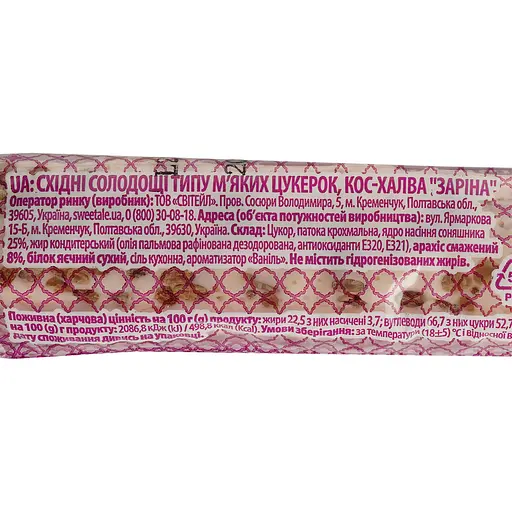 UA: СХІДНІ СОЛОДОЩІ ТИПУ М'ЯКИХ ЦУКЕРОК, КОС-ХАЛВА "ЗАРІНА"
Оператор ринку (виробник): ТОВ «СВІТЕЙЛ». Пров. Сосюри Володимира, 5, м. Кременчук, Полтавська обл.,
39605, Україна, sweetale.ua, 0 (800) 30-08-18. Адреса (об'єкта потужностей виробництва): вул. Ярмаркова
15-Б, м. Кременчук, Полтавська обл., 39630, Україна. Склад: Цукор, патока крохмальна, ядро насіння соняшника
25%, жир кондитерський (олія пальмова рафінована дезодорована, антиоксиданти Е320, Е321), арахіс смажений
8%, білок яєчний сухий, сіль кухонна, ароматизатор «Ваніль». Не містить гідрогенізованих жирів.
Поживна (харчова) цінність на 100 г (g) продукту: жири 22,5 з них насичені 3,7; вуглеводи 66,7 з них цукри 52,7
на 100 (g) г продукту: 2086,8 кДж (kJ) / 498,8 ккал (Kcal). Умови зберігання: за температури (18±5) °С і відносної в
дату споживання дивись на упаковці.